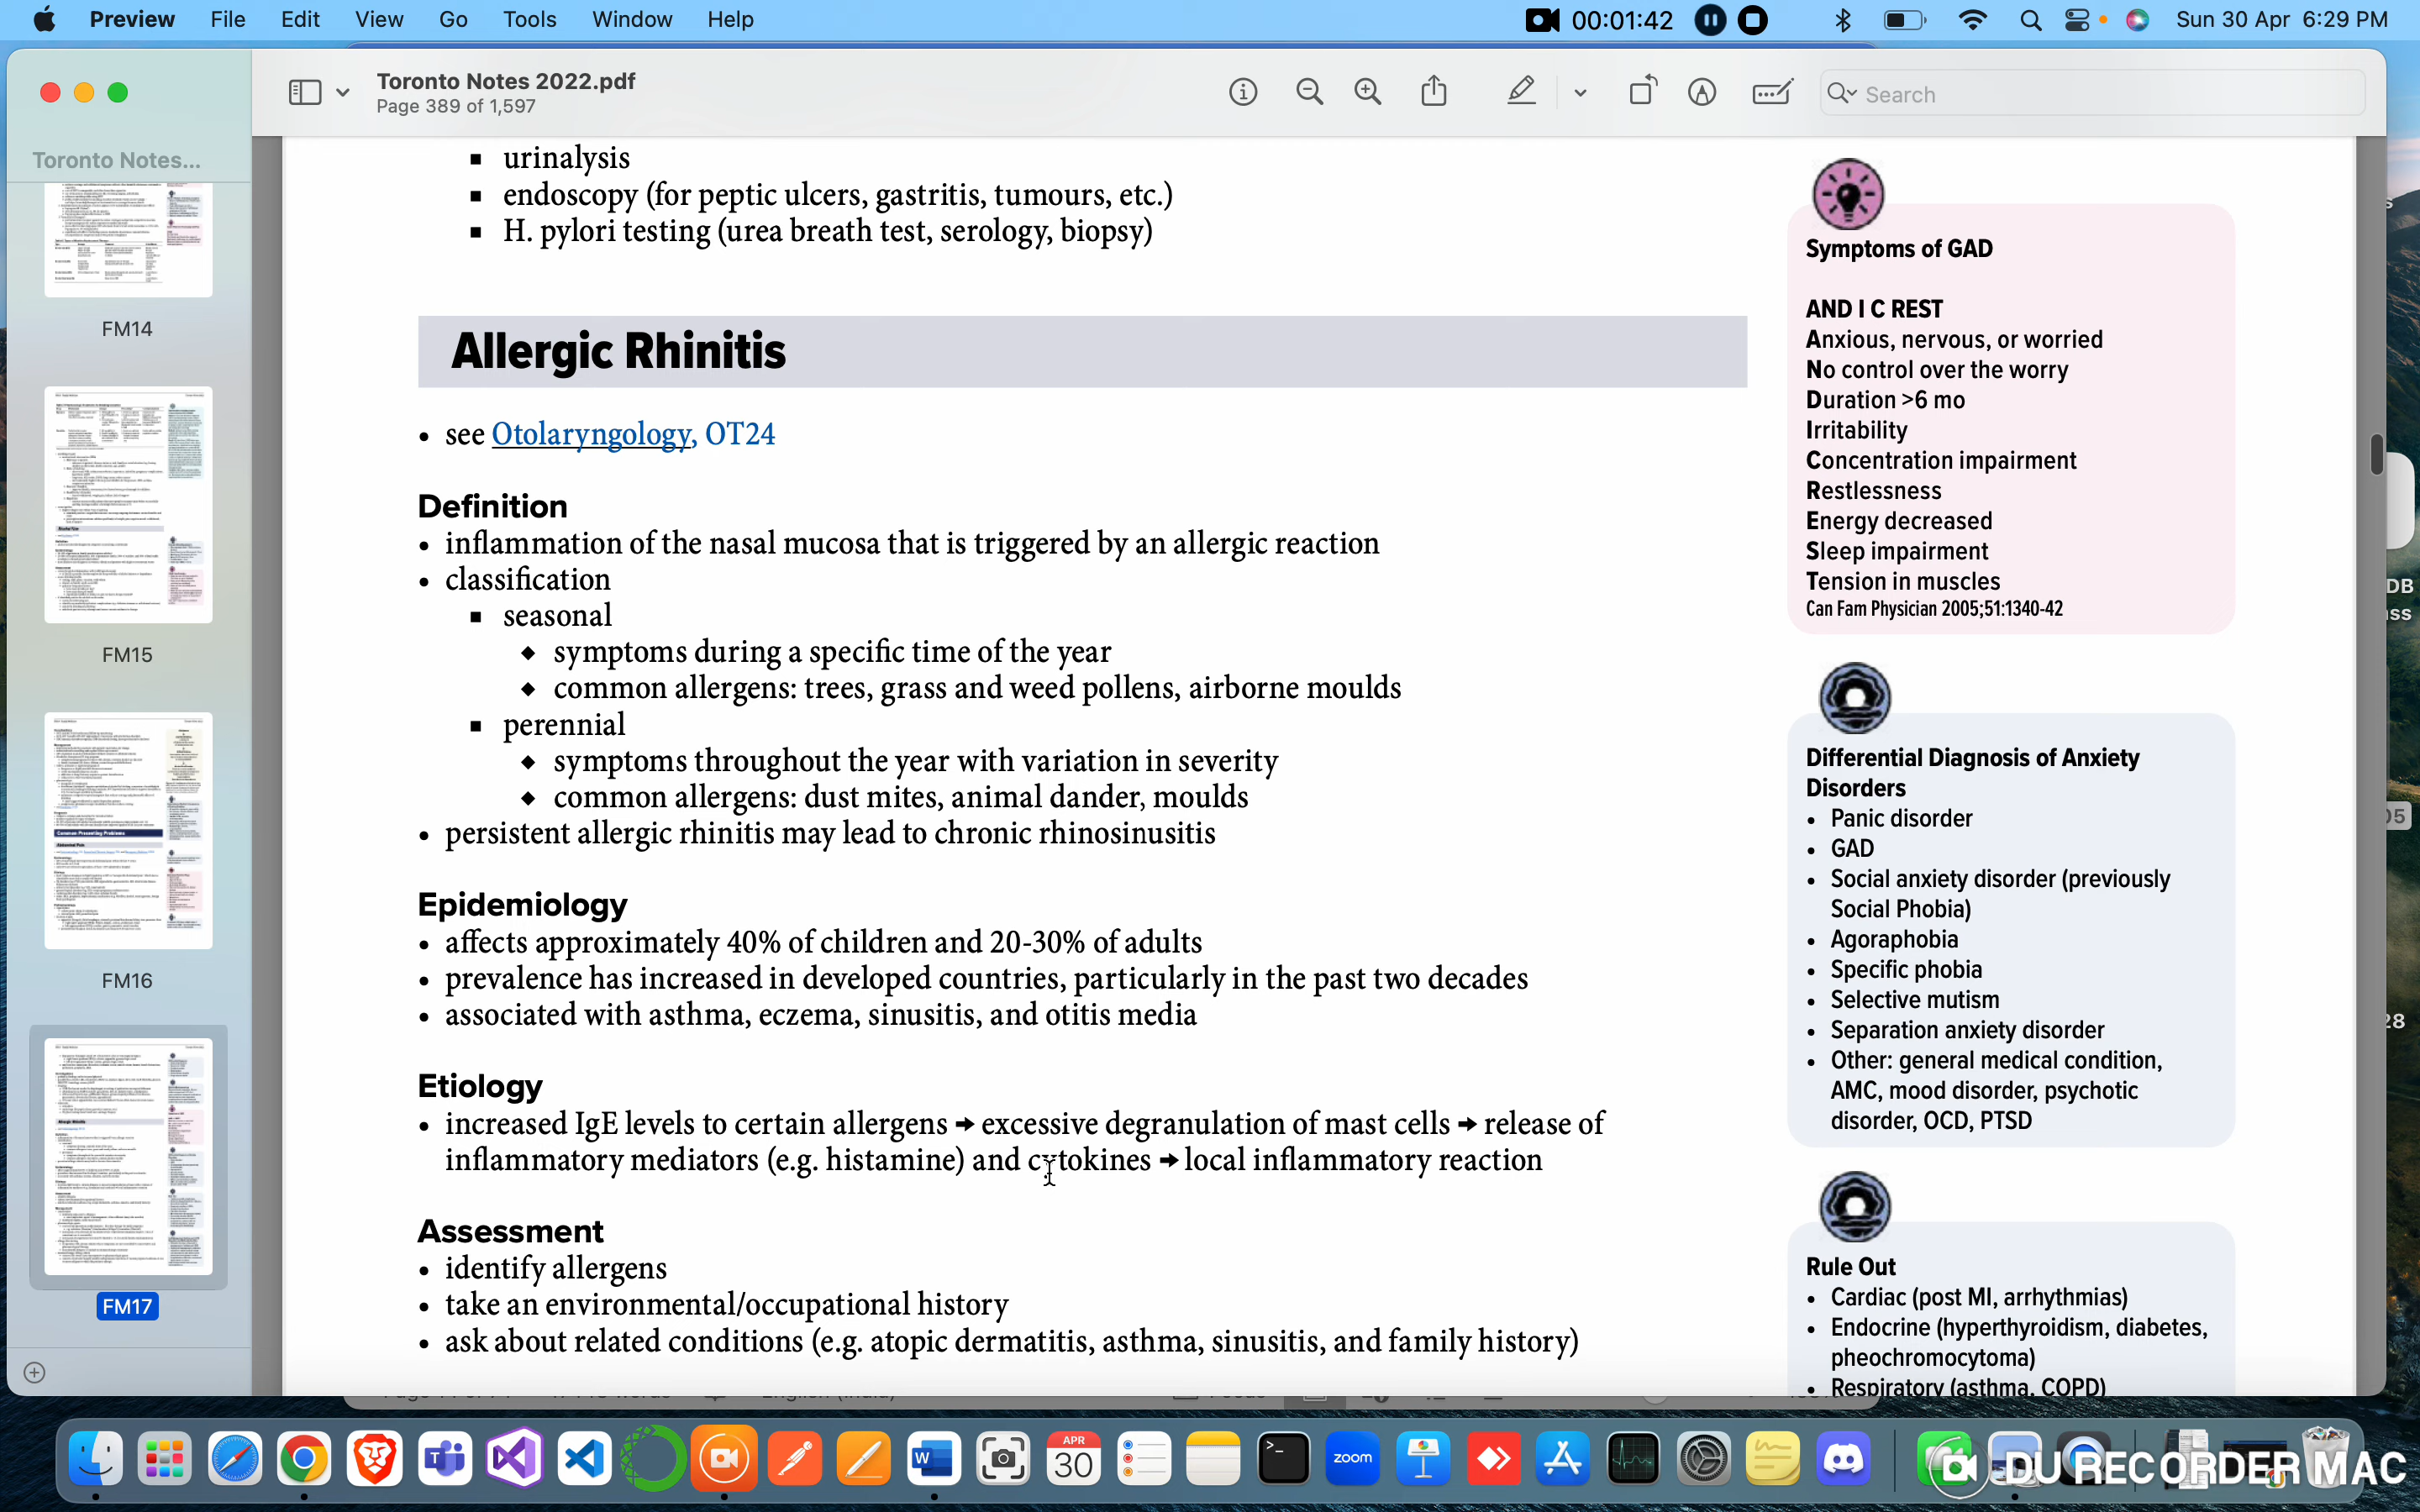 Preview File Edit View Go Tools Window Help
00:01:42
Sun 30 Apr 6:29 PM
Toronto Notes 2022.pdf
Page 389 of 1,597
Search
Toronto Notes...
FM14
FM15
FM16
FM17
▪ urinalysis
▪ endoscopy (for peptic ulcers, gastritis, tumours, etc.)
▪ H. pylori testing (urea breath test, serology, biopsy)
Allergic Rhinitis
• see Otolaryngology, OT24
Definition
• inflammation of the nasal mucosa that is triggered by an allergic reaction
• classification
▪ seasonal
◆ symptoms during a specific time of the year
◆ common allergens: trees, grass and weed pollens, airborne moulds
▪ perennial
◆ symptoms throughout the year with variation in severity
◆ common allergens: dust mites, animal dander, moulds
• persistent allergic rhinitis may lead to chronic rhinosinusitis
Epidemiology
• affects approximately 40% of children and 20-30% of adults
• prevalence has increased in developed countries, particularly in the past two decades
• associated with asthma, eczema, sinusitis, and otitis media
Etiology
• increased IgE levels to certain allergens → excessive degranulation of mast cells → release of
inflammatory mediators (e.g. histamine) and cytokines → local inflammatory reaction
Assessment
• identify allergens
• take an environmental/occupational history
• ask about related conditions (e.g. atopic dermatitis, asthma, sinusitis, and family history)
Symptoms of GAD
AND I C REST
Anxious, nervous, or worried
No control over the worry
Duration >6 mo
Irritability
Concentration impairment
Restlessness
Energy decreased
Sleep impairment
Tension in muscles
Can Fam Physician 2005;51:1340-42
Differential Diagnosis of Anxiety
Disorders
• Panic disorder
• GAD
• Social anxiety disorder (previously
Social Phobia)
• Agoraphobia
• Specific phobia
• Selective mutism
• Separation anxiety disorder
• Other: general medical condition,
AMC, mood disorder, psychotic
disorder, OCD, PTSD
Rule Out
• Cardiac (post MI, arrhythmias)
• Endocrine (hyperthyroidism, diabetes,
pheochromocytoma)
• Respiratory (asthma, COPD)
DB
ss
05
28
APR
30
zoom
DU RECORDER MAC